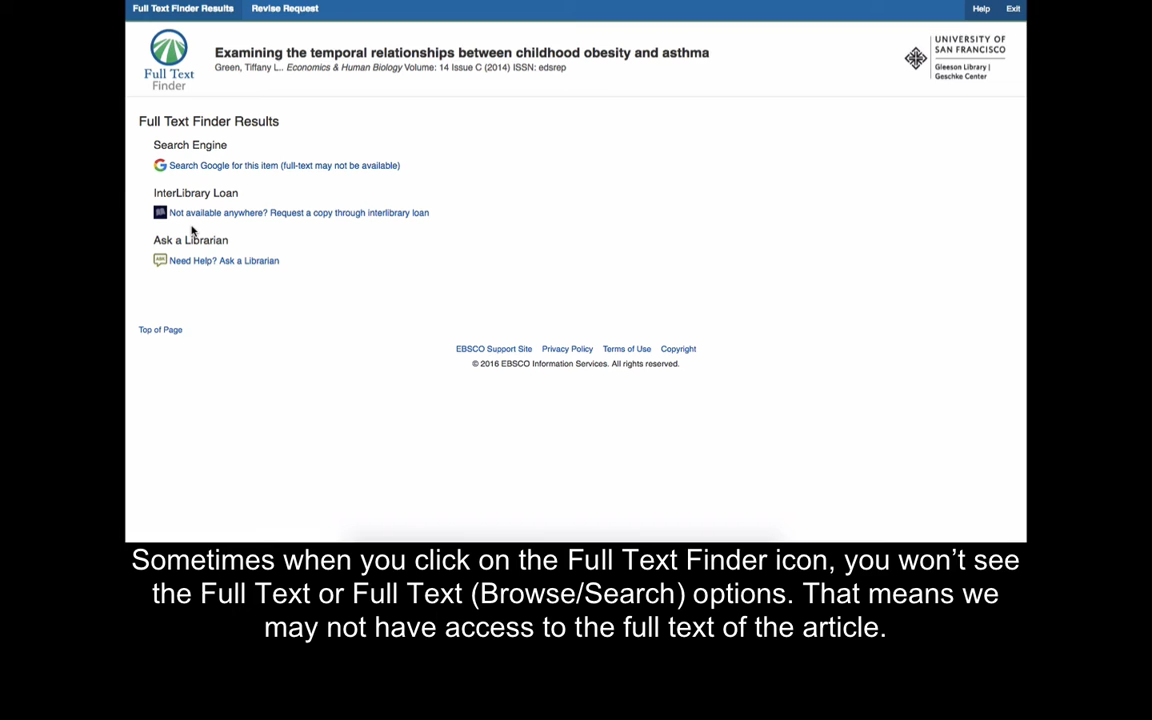 Full Text Finder Results Revise Request Help Exit
Full Text
Finder
Examining the temporal relationships between childhood obesity and asthma
Green, Tiffany L.. Economics & Human Biology Volume: 14 Issue C (2014) ISSN: edsrep
UNIVERSITY OF
SAN FRANCISCO
Gleeson Library |
Geschke Center
Full Text Finder Results
Search Engine
Search Google for this item (full-text may not be available)
InterLibrary Loan
Not available anywhere? Request a copy through interlibrary loan
Ask a Librarian
ASK Need Help? Ask a Librarian
Top of Page
EBSCO Support Site Privacy Policy Terms of Use Copyright
© 2016 EBSCO Information Services. All rights reserved.
Sometimes when you click on the Full Text Finder icon, you won’t see
the Full Text or Full Text (Browse/Search) options. That means we
may not have access to the full text of the article.